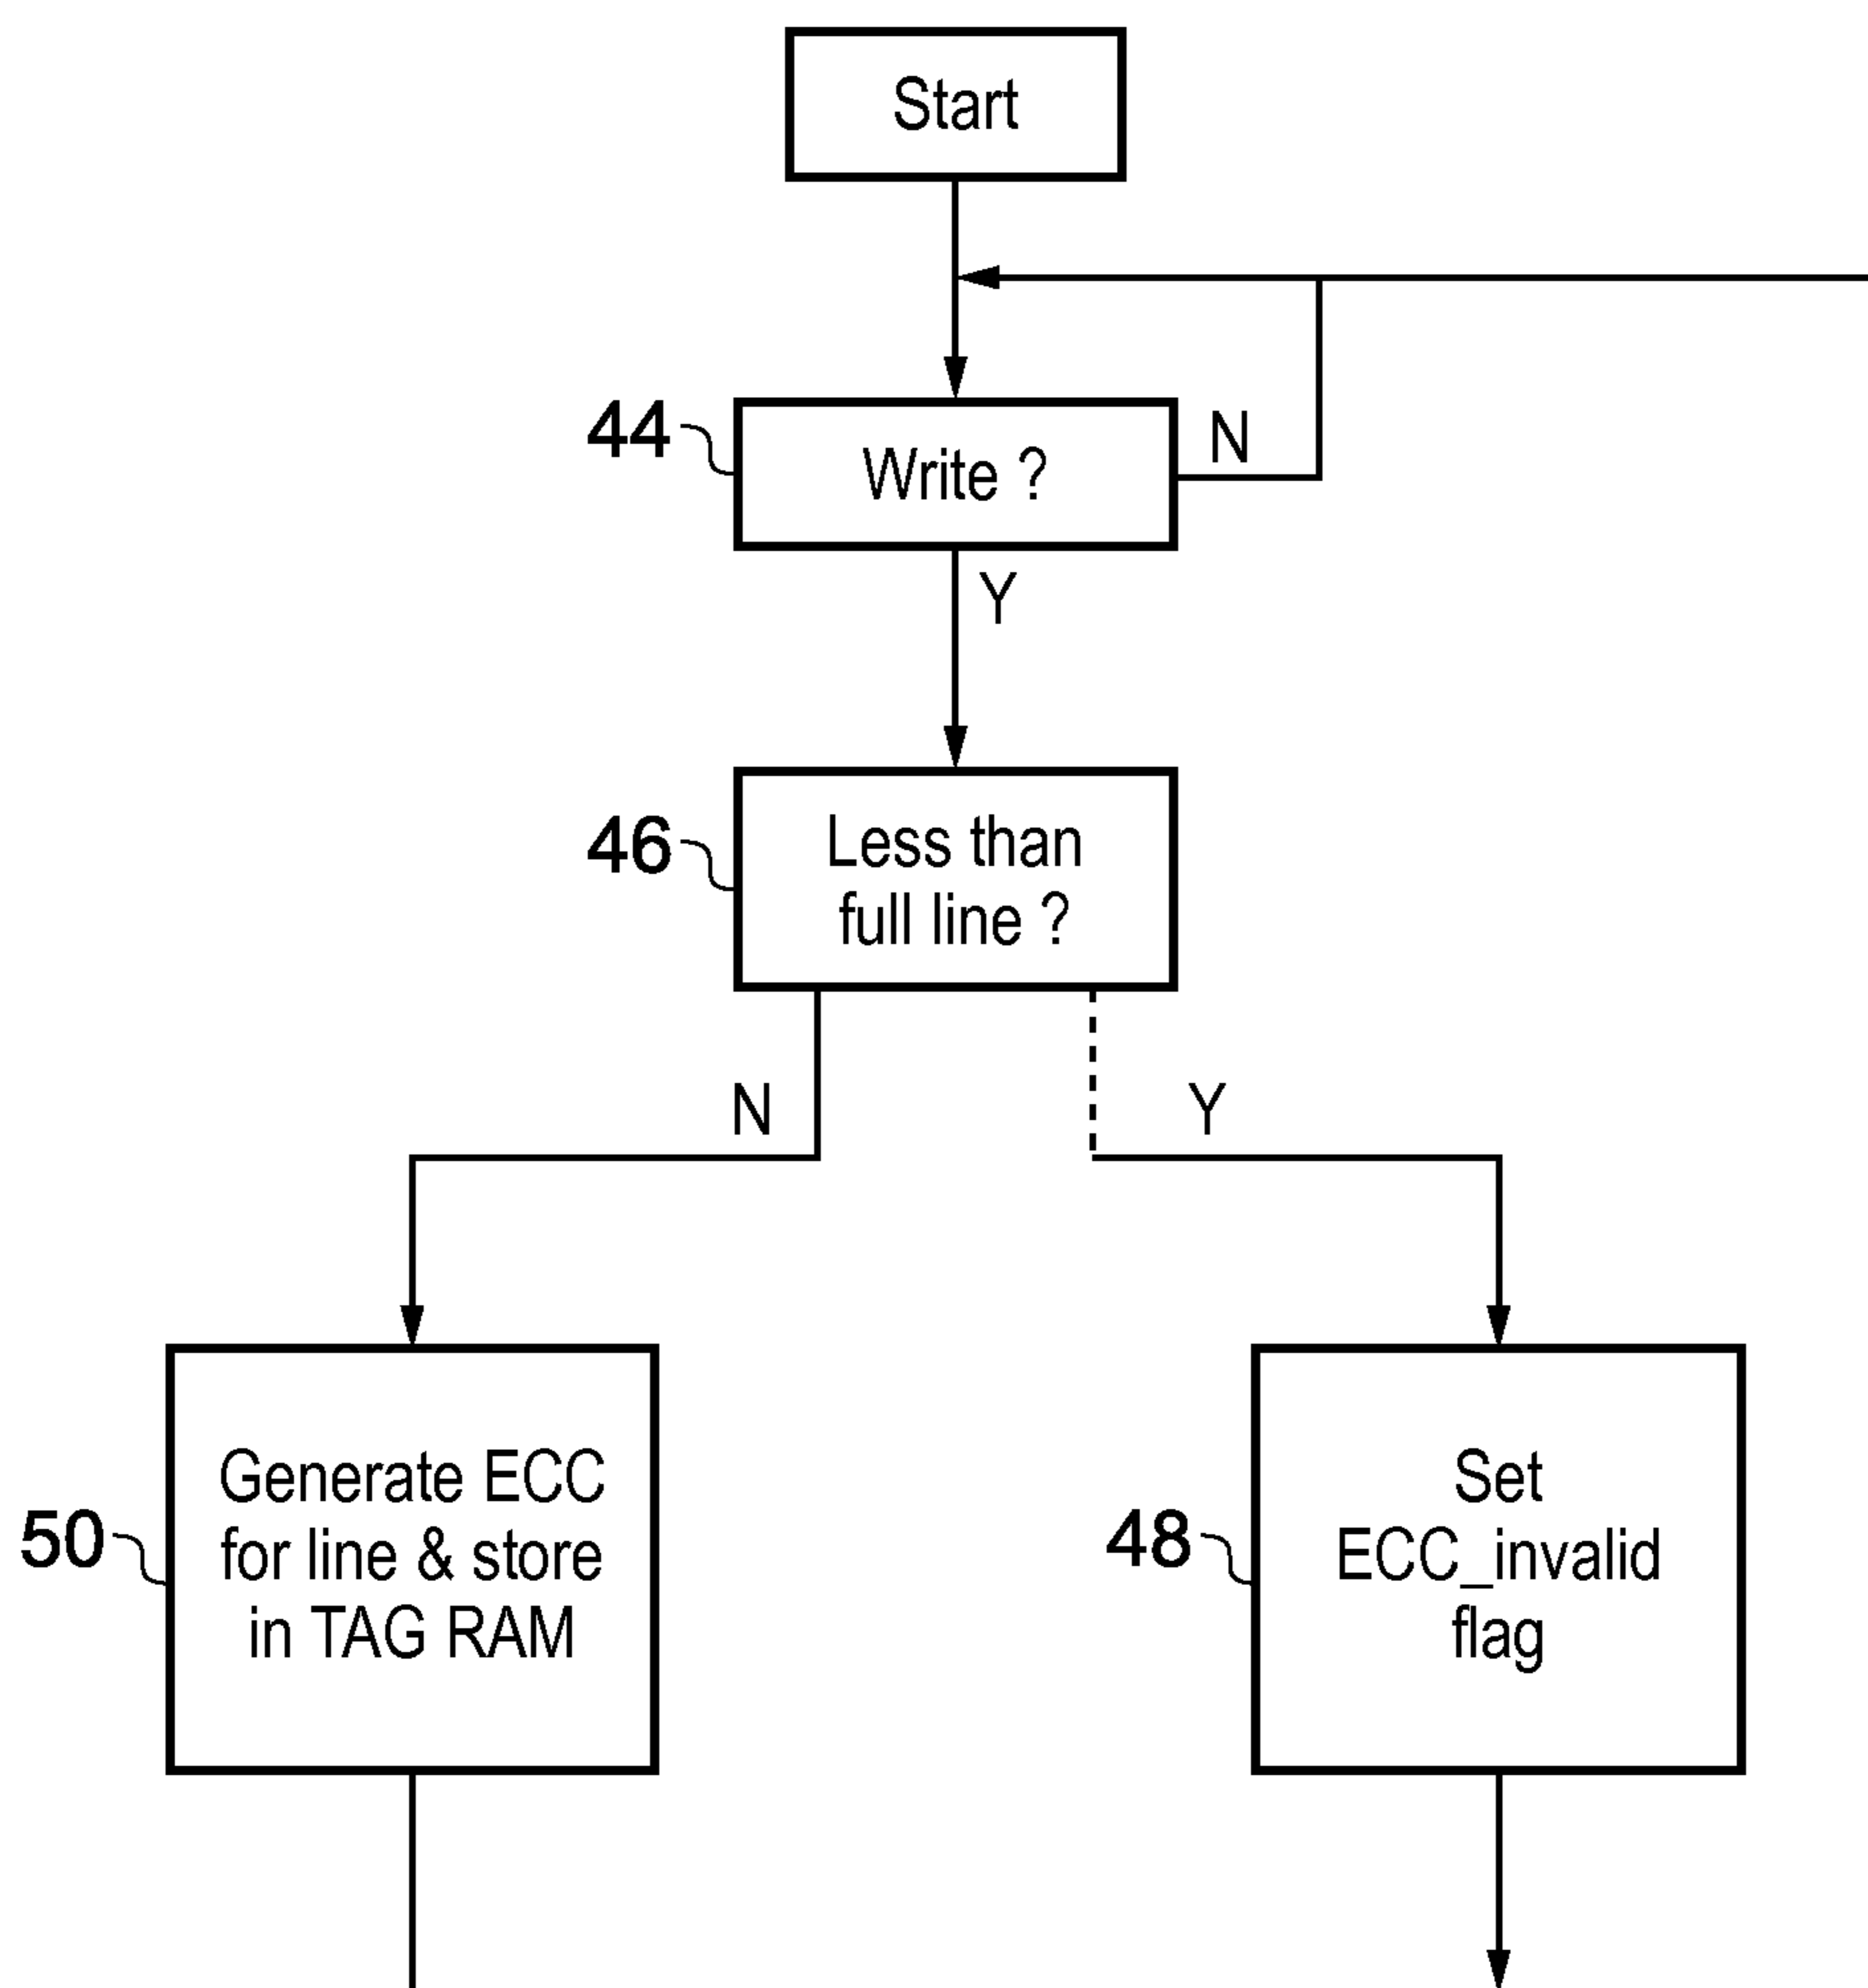 Start
44
Write ?
N
Y
46
Less than
full line ?
N
Y
50
Generate ECC
for line & store
in TAG RAM
48
Set
ECC_invalid
flag